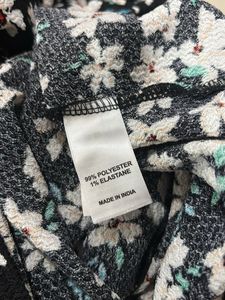 99% POLYESTER
1% ELASTANE
MADE IN INDIA